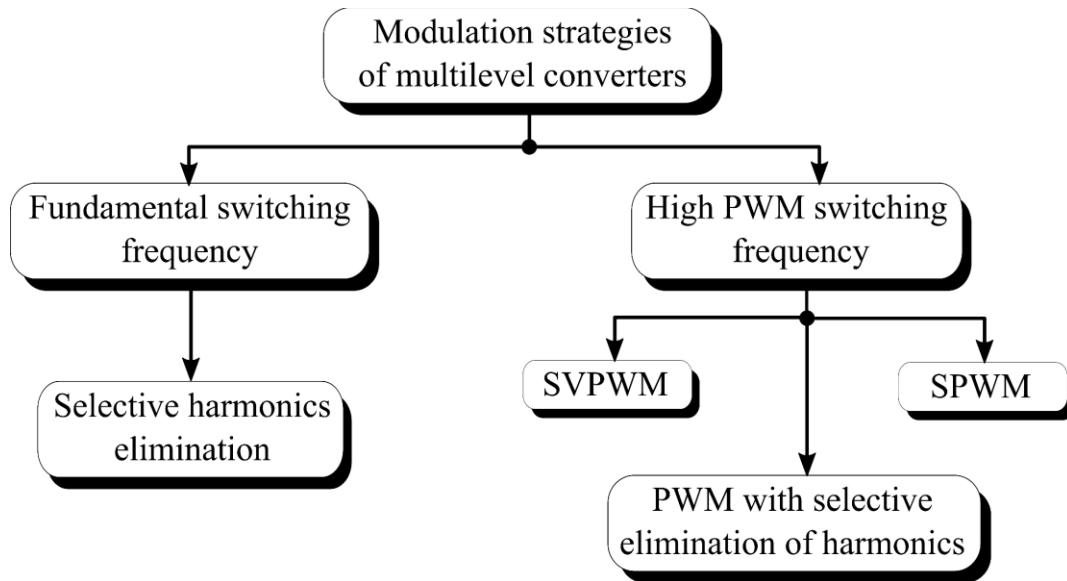 Modulation strategies
of multilevel converters
Fundamental switching
frequency
High PWM switching
frequency
Selective harmonics
elimination
SVPWM
SPWM
PWM with selective
elimination of harmonics